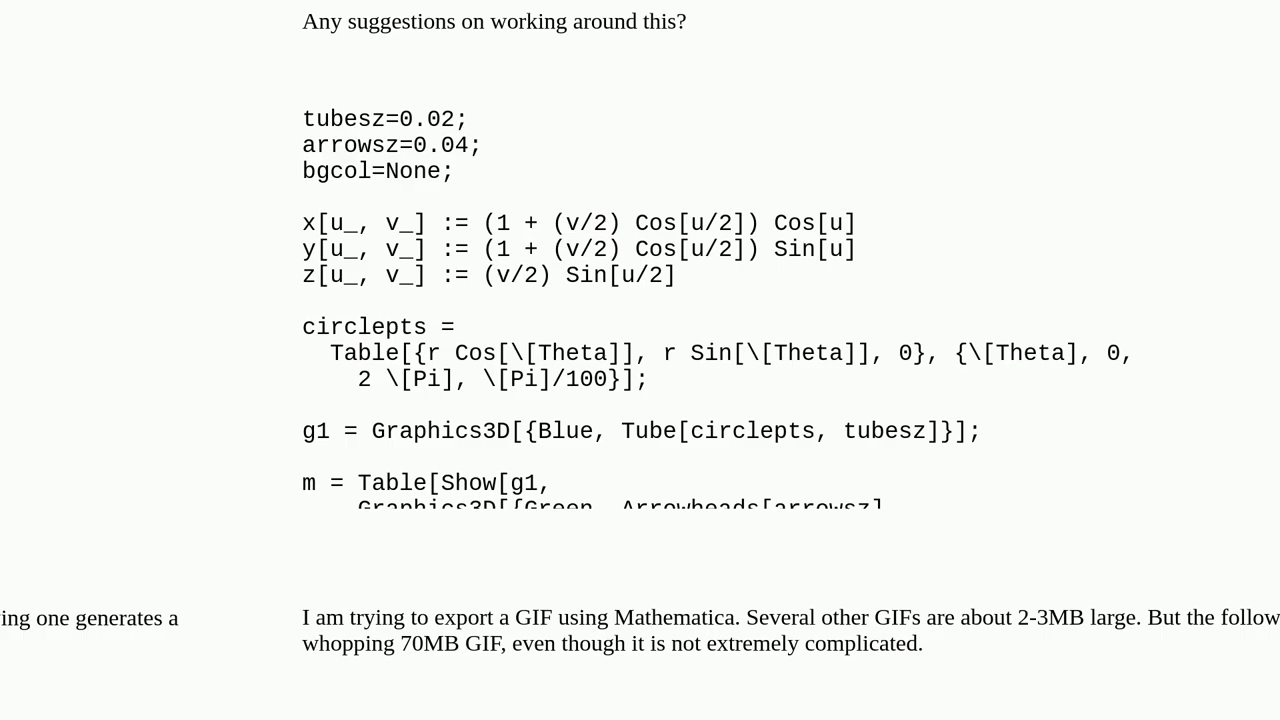 Any suggestions on working around this?
tubesz=0.02;
arrowsz=0.04;
bgcol=None;
x[u_, v_] := (1 + (v/2) Cos[u/2]) Cos[u]
y[u_, v_] := (1 + (v/2) Cos[u/2]) Sin[u]
z[u_, v_] := (v/2) Sin[u/2]
circlepts =
  Table[{r Cos[\[Theta]], r Sin[\[Theta]], 0}, {\[Theta], 0,
    2 \[Pi], \[Pi]/100}];
g1 = Graphics3D[{Blue, Tube[circlepts, tubesz]}];
m = Table[Show[g1,
    Graphics3D[{Green, Arrowheads[arrowsz],
ing one generates a
I am trying to export a GIF using Mathematica. Several other GIFs are about 2-3MB large. But the follow
whopping 70MB GIF, even though it is not extremely complicated.